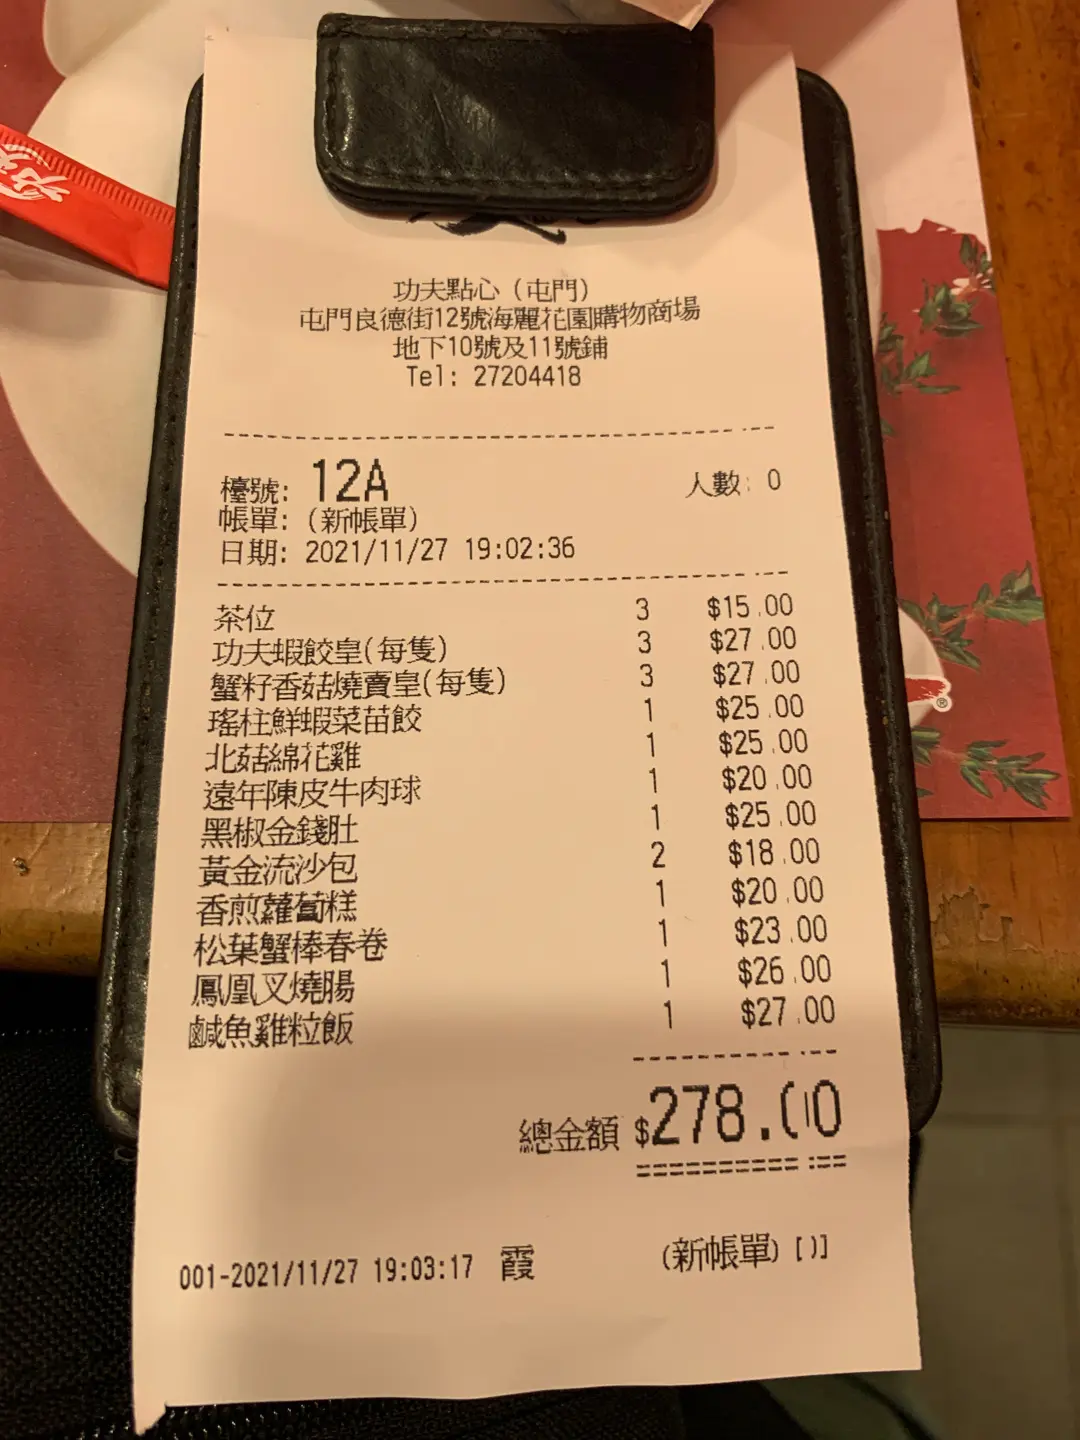 功夫點心（屯門）
屯門良德街12號海麗花園購物商場
地下10號及11號鋪
Tel: 27204418
檯號: 12A 人數: 0
帳單: (新帳單)
日期: 2021/11/27 19:02:36
茶位 3 $15.00
功夫蝦餃皇(每隻) 3 $27.00
蟹籽香菇燒賣皇(每隻) 3 $27.00
瑤柱鮮蝦菜苗餃 1 $25.00
北菇綿花雞 1 $25.00
遠年陳皮牛肉球 1 $20.00
黑椒金錢肚 1 $25.00
黃金流沙包 2 $18.00
香煎蘿蔔糕 1 $20.00
松葉蟹棒春卷 1 $23.00
鳳凰叉燒腸 1 $26.00
鹹魚雞粒飯 1 $27.00
總金額 $278.00
001-2021/11/27 19:03:17 霞 (新帳單) []